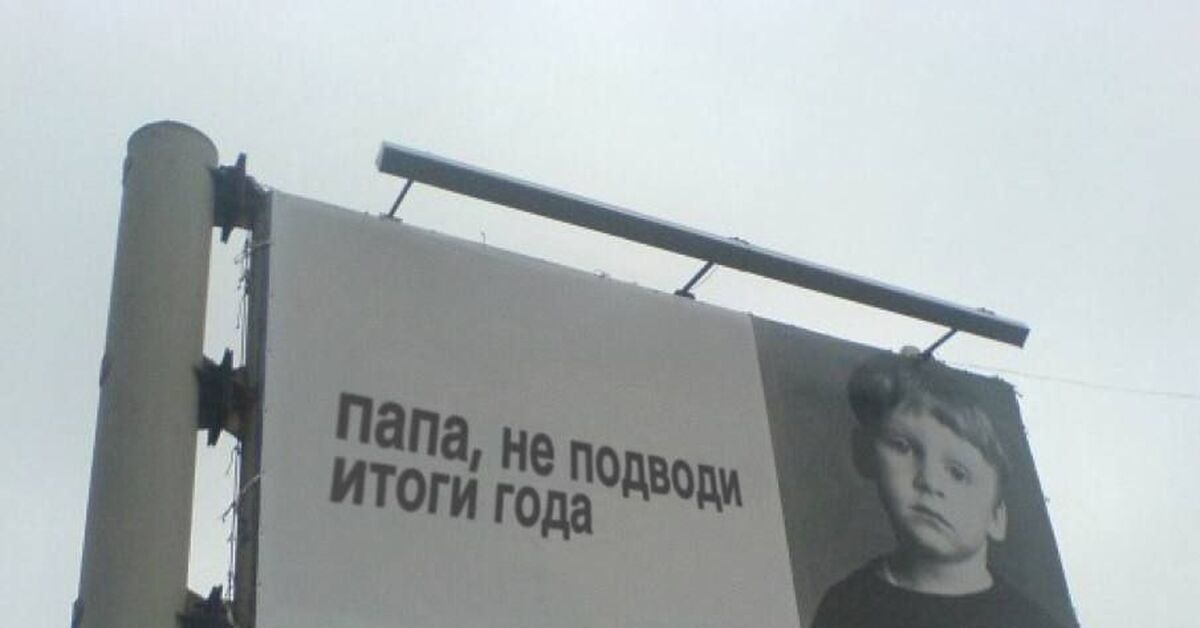 папа, не подводи
итоги года